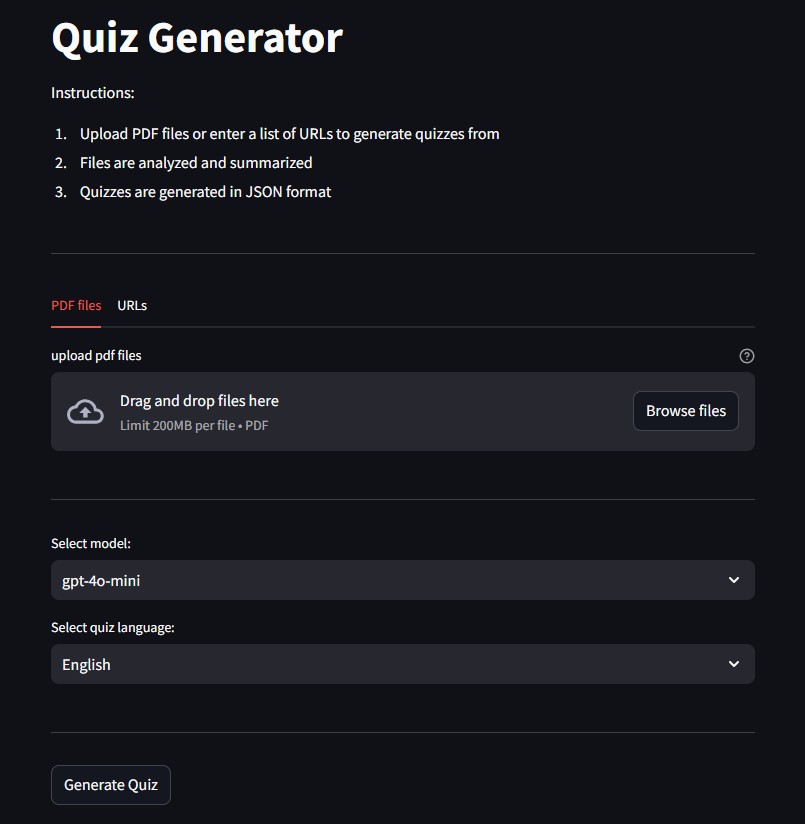 Quiz Generator
Instructions:
1. Upload PDF files or enter a list of URLs to generate quizzes from
2. Files are analyzed and summarized
3. Quizzes are generated in JSON format
PDF files URLs
upload pdf files ?
Drag and drop files here
Limit 200MB per file • PDF
Browse files
Select model:
gpt-4o-mini
Select quiz language:
English
Generate Quiz